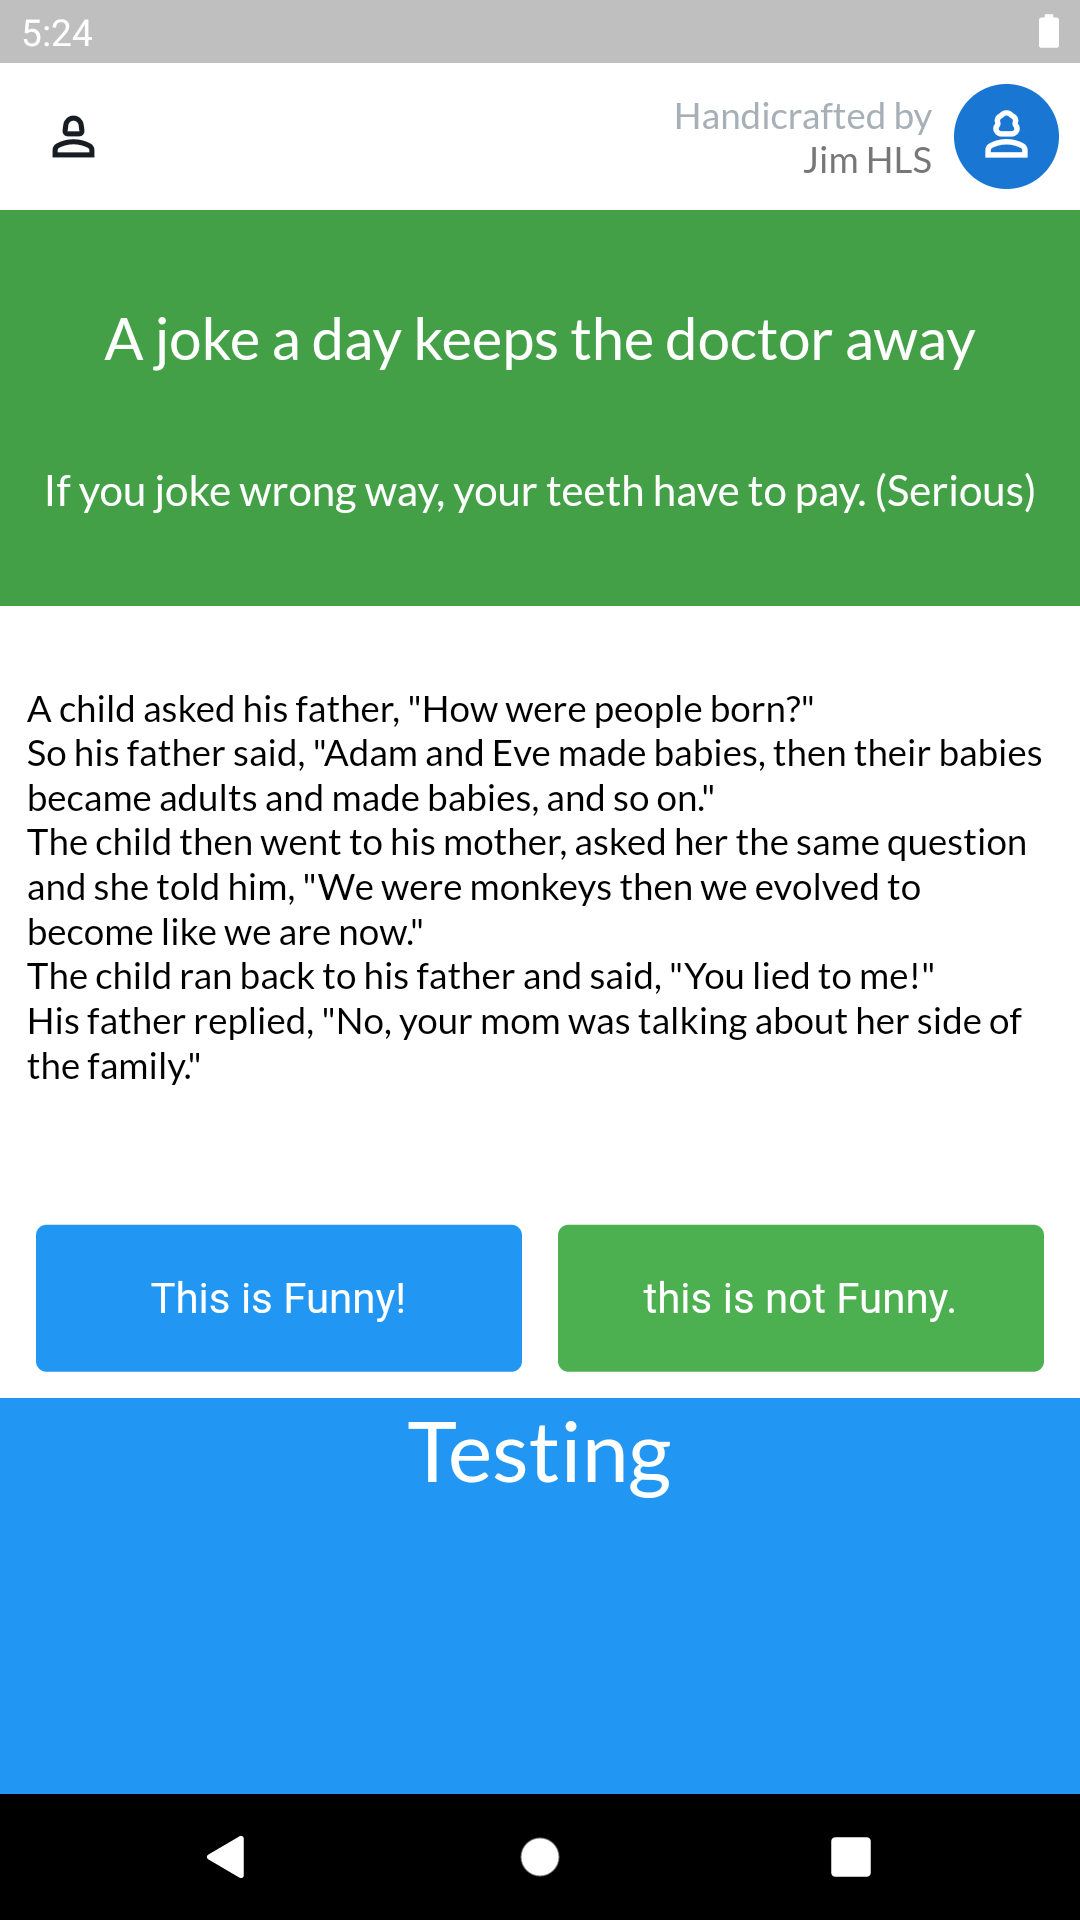 5:24
Handicrafted by
Jim HLS
A joke a day keeps the doctor away
If you joke wrong way, your teeth have to pay. (Serious)
A child asked his father, "How were people born?"
So his father said, "Adam and Eve made babies, then their babies
became adults and made babies, and so on."
The child then went to his mother, asked her the same question
and she told him, "We were monkeys then we evolved to
become like we are now."
The child ran back to his father and said, "You lied to me!"
His father replied, "No, your mom was talking about her side of
the family."
This is Funny!
this is not Funny.
Testing